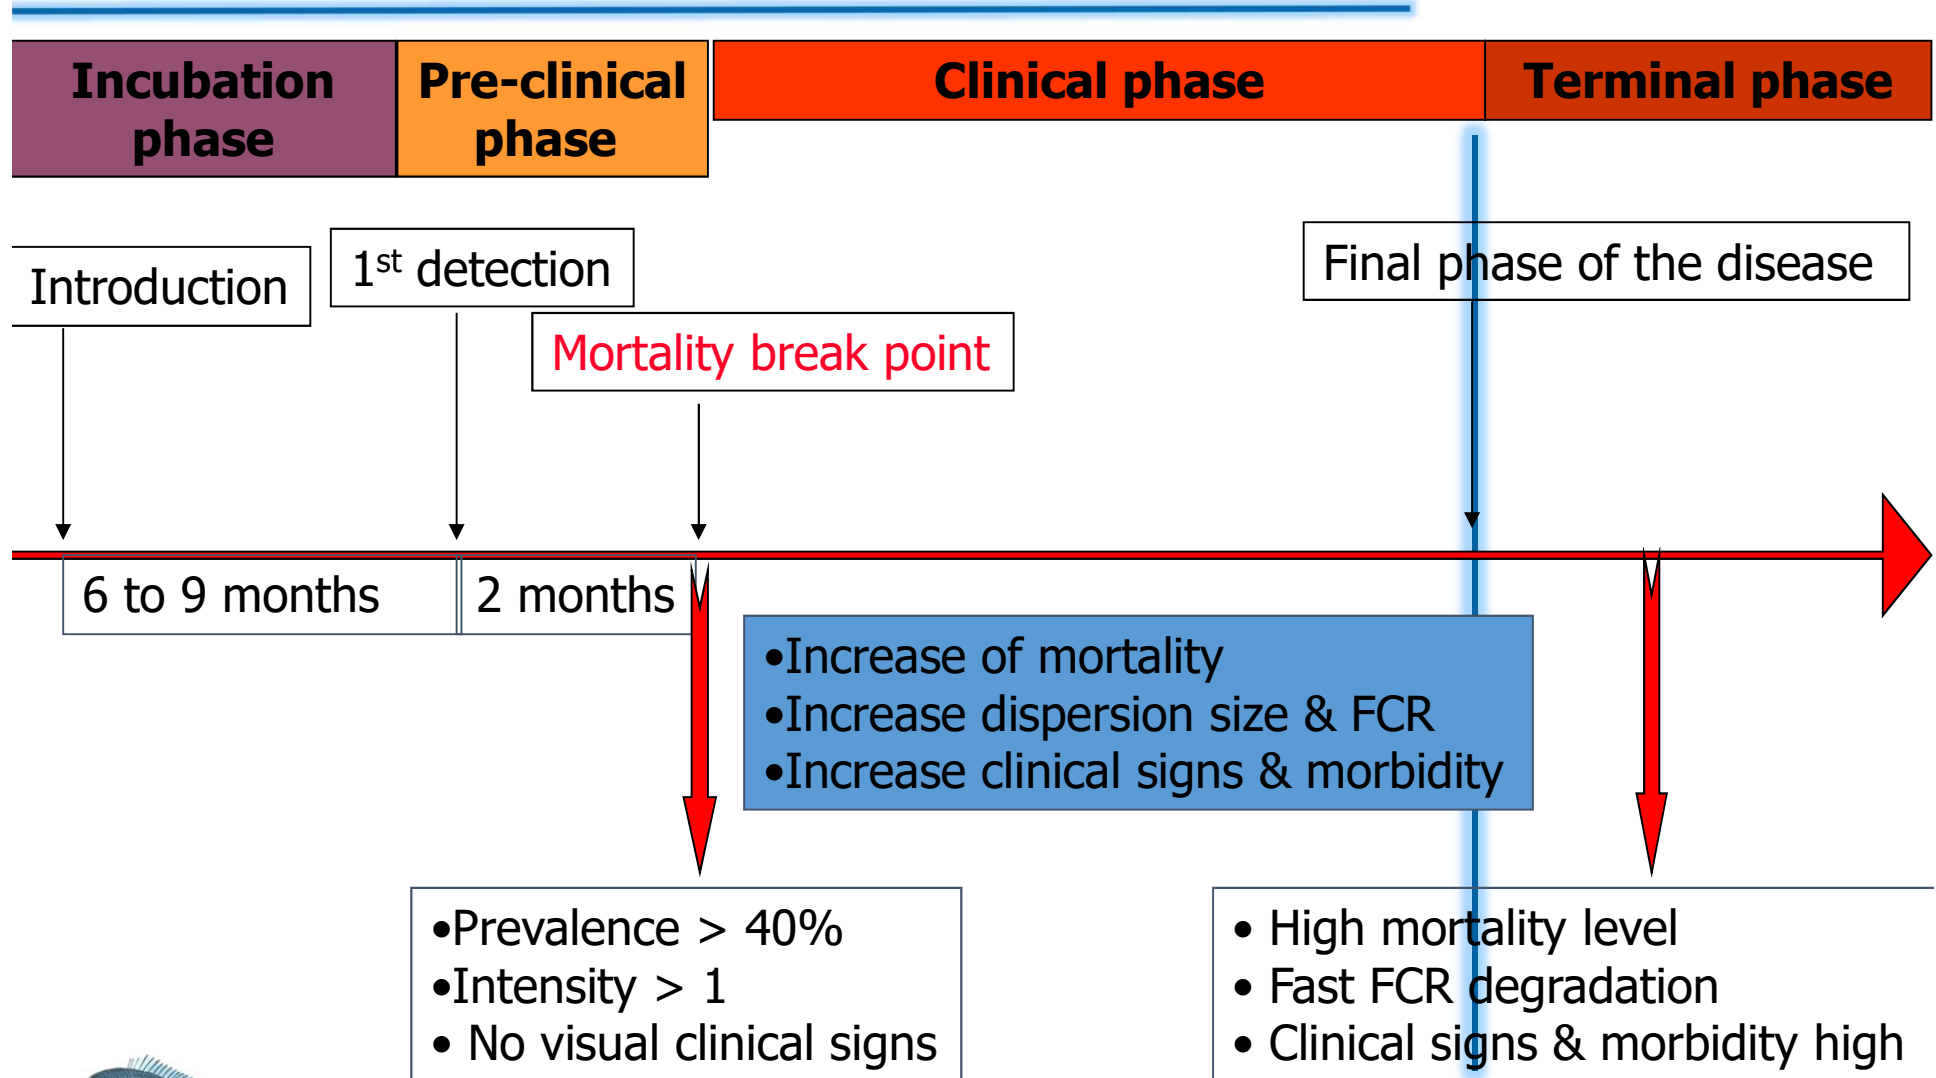 Incubation
phase
Pre-clinical
phase
Clinical phase
Terminal phase
Introduction
1st detection
Mortality break point
Final phase of the disease
6 to 9 months
2 months
•Increase of mortality
•Increase dispersion size & FCR
•Increase clinical signs & morbidity
•Prevalence > 40%
•Intensity > 1
• No visual clinical signs
• High mortality level
• Fast FCR degradation
• Clinical signs & morbidity high